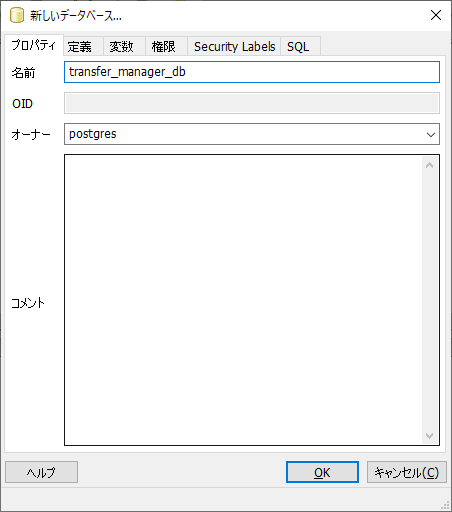 新しいデータベース...
プロパティ 定義 変数 権限 Security Labels SQL
名前 transfer_manager_db
OID
オーナー postgres
コメント
ヘルプ OK キャンセル(C)